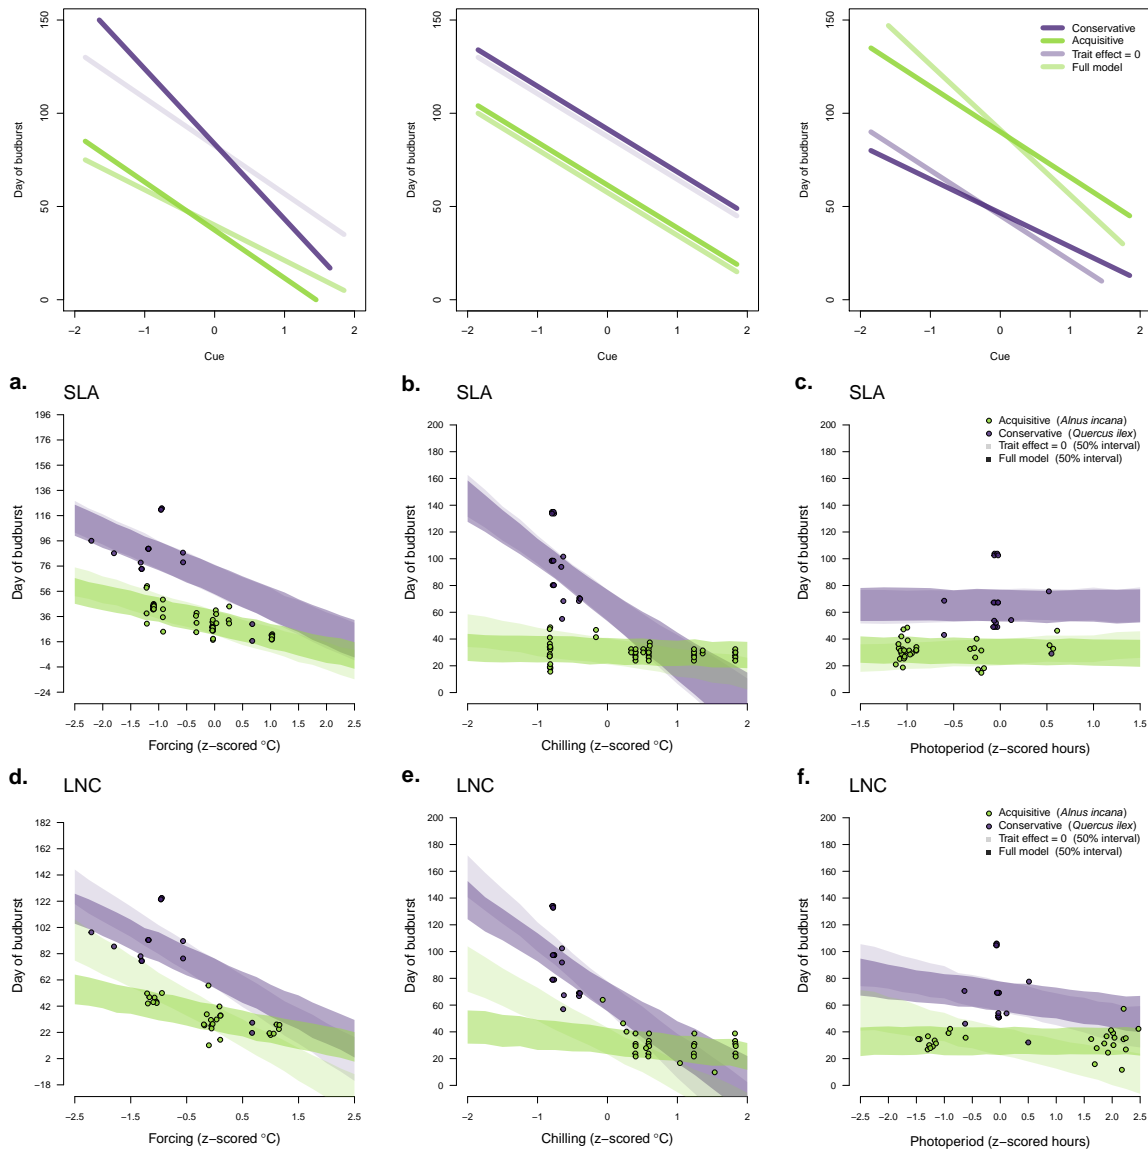 0 50 100 150
Day of budburst
−2 −1 0 1 2
Cue
0 50 100 150
Day of budburst
−2 −1 0 1 2
Cue
0 50 100 150
Day of budburst
−2 −1 0 1 2
Cue
Conservative
Acquisitive
Trait effect = 0
Full model
a.
SLA
196
176
156
136
116
96
76
56
36
16
−4
−24
Day of budburst
−2.5 −1.5 −1.0 −0.5 0.0 0.5 1.0 1.5 2.5
Forcing (z−scored °C)
b.
SLA
200
180
160
140
120
100
80
60
40
20
0
Day of budburst
−2 −1 0 1 2
Chilling (z−scored °C)
c.
SLA
200
180
160
140
120
100
80
60
40
20
0
Day of budburst
−1.0 −0.5 0.0 0.5 1.0 1.5
Photoperiod (z−scored hours)
Acquisitive (Alnus incana)
Conservative (Quercus ilex)
Trait effect = 0 (50% interval)
Full model (50% interval)
d.
LNC
182
162
142
122
102
82
62
42
22
2
−18
Day of budburst
−2.5 −1.5 −0.5 0.0 0.5 1.0 1.5 2.5
Forcing (z−scored °C)
e.
LNC
200
180
160
140
120
100
80
60
40
20
0
Day of budburst
−2 −1 0 1 2
Chilling (z−scored °C)
f.
LNC
200
180
160
140
120
100
80
60
40
20
0
Day of budburst
−2.5 −1.5 −0.5 0.0 0.5 1.0 1.5 2.0 2.5
Photoperiod (z−scored hours)
Acquisitive (Alnus incana)
Conservative (Quercus ilex)
Trait effect = 0 (50% interval)
Full model (50% interval)